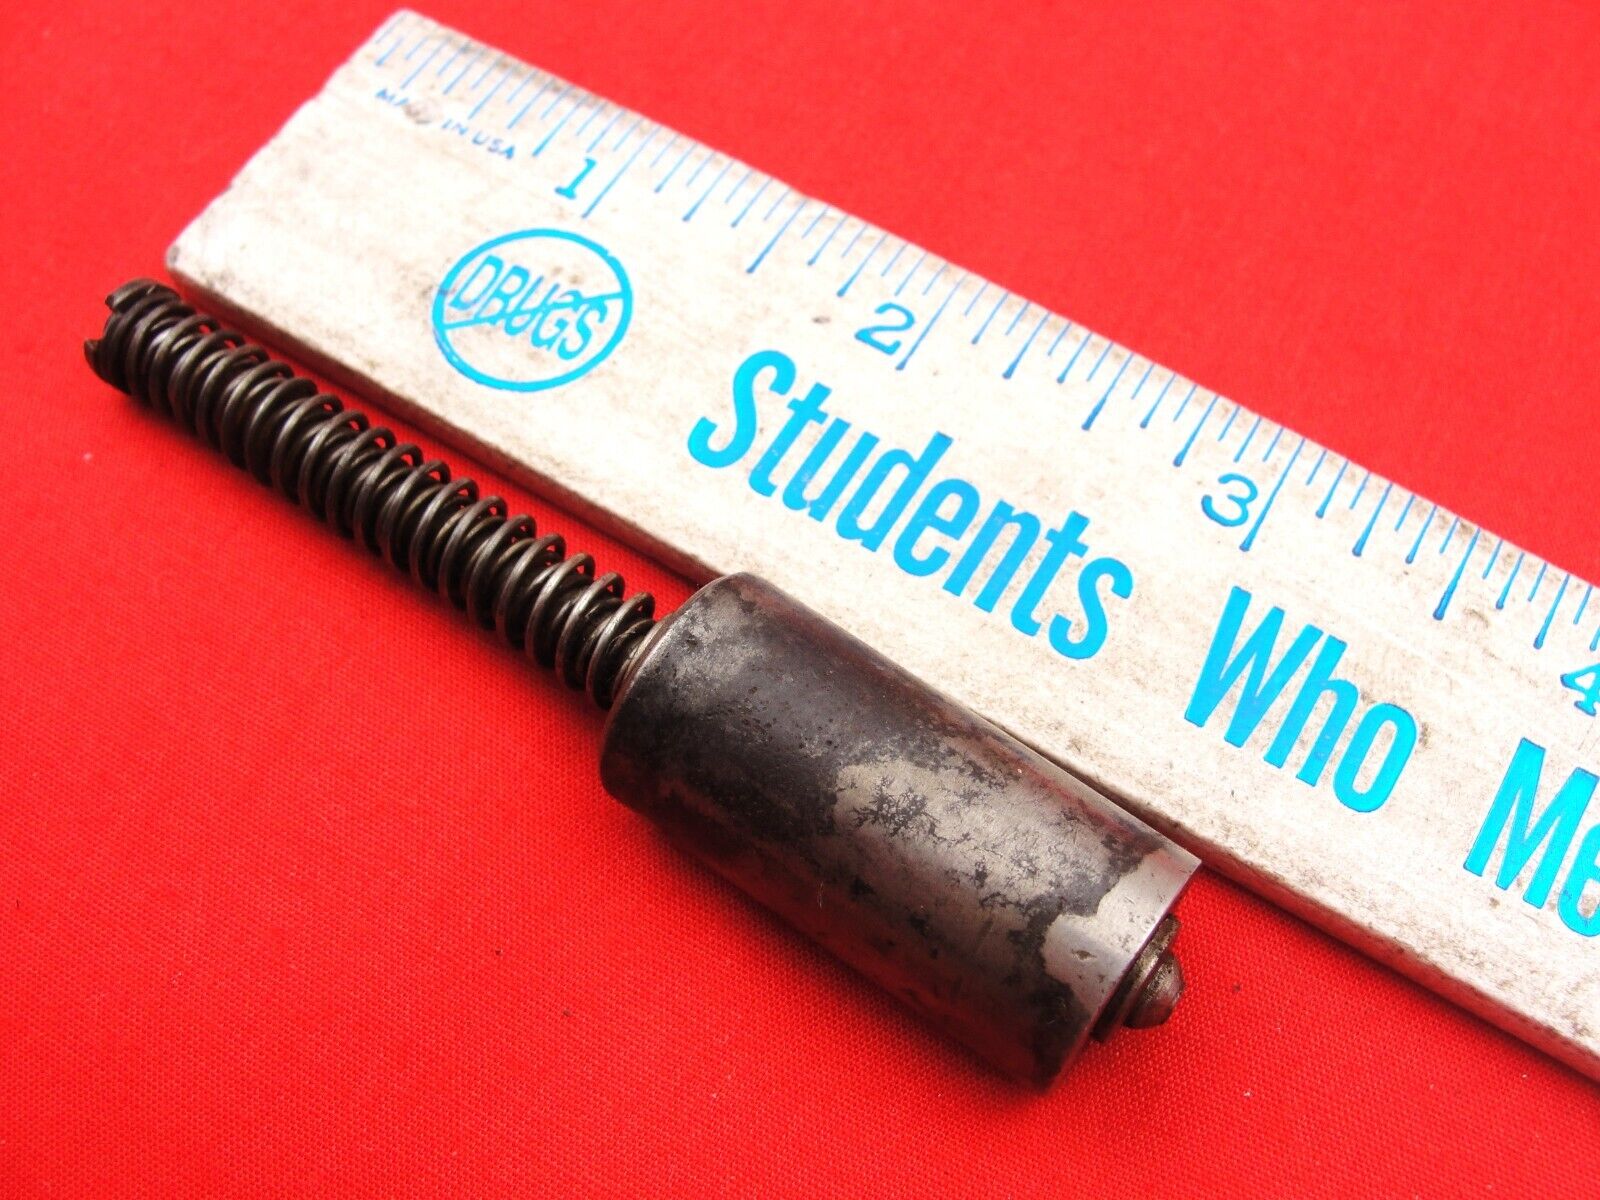 MADE IN USA
1 2 3 4
DRUGS
Students Who Me